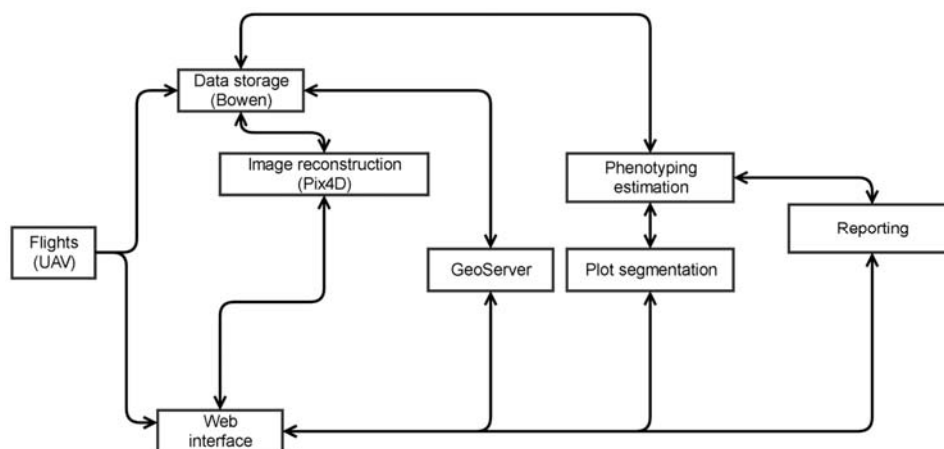 Data storage
(Bowen)
Image reconstruction
(Pix4D)
Phenotyping
estimation
Flights
(UAV)
GeoServer
Plot segmentation
Reporting
Web
interface